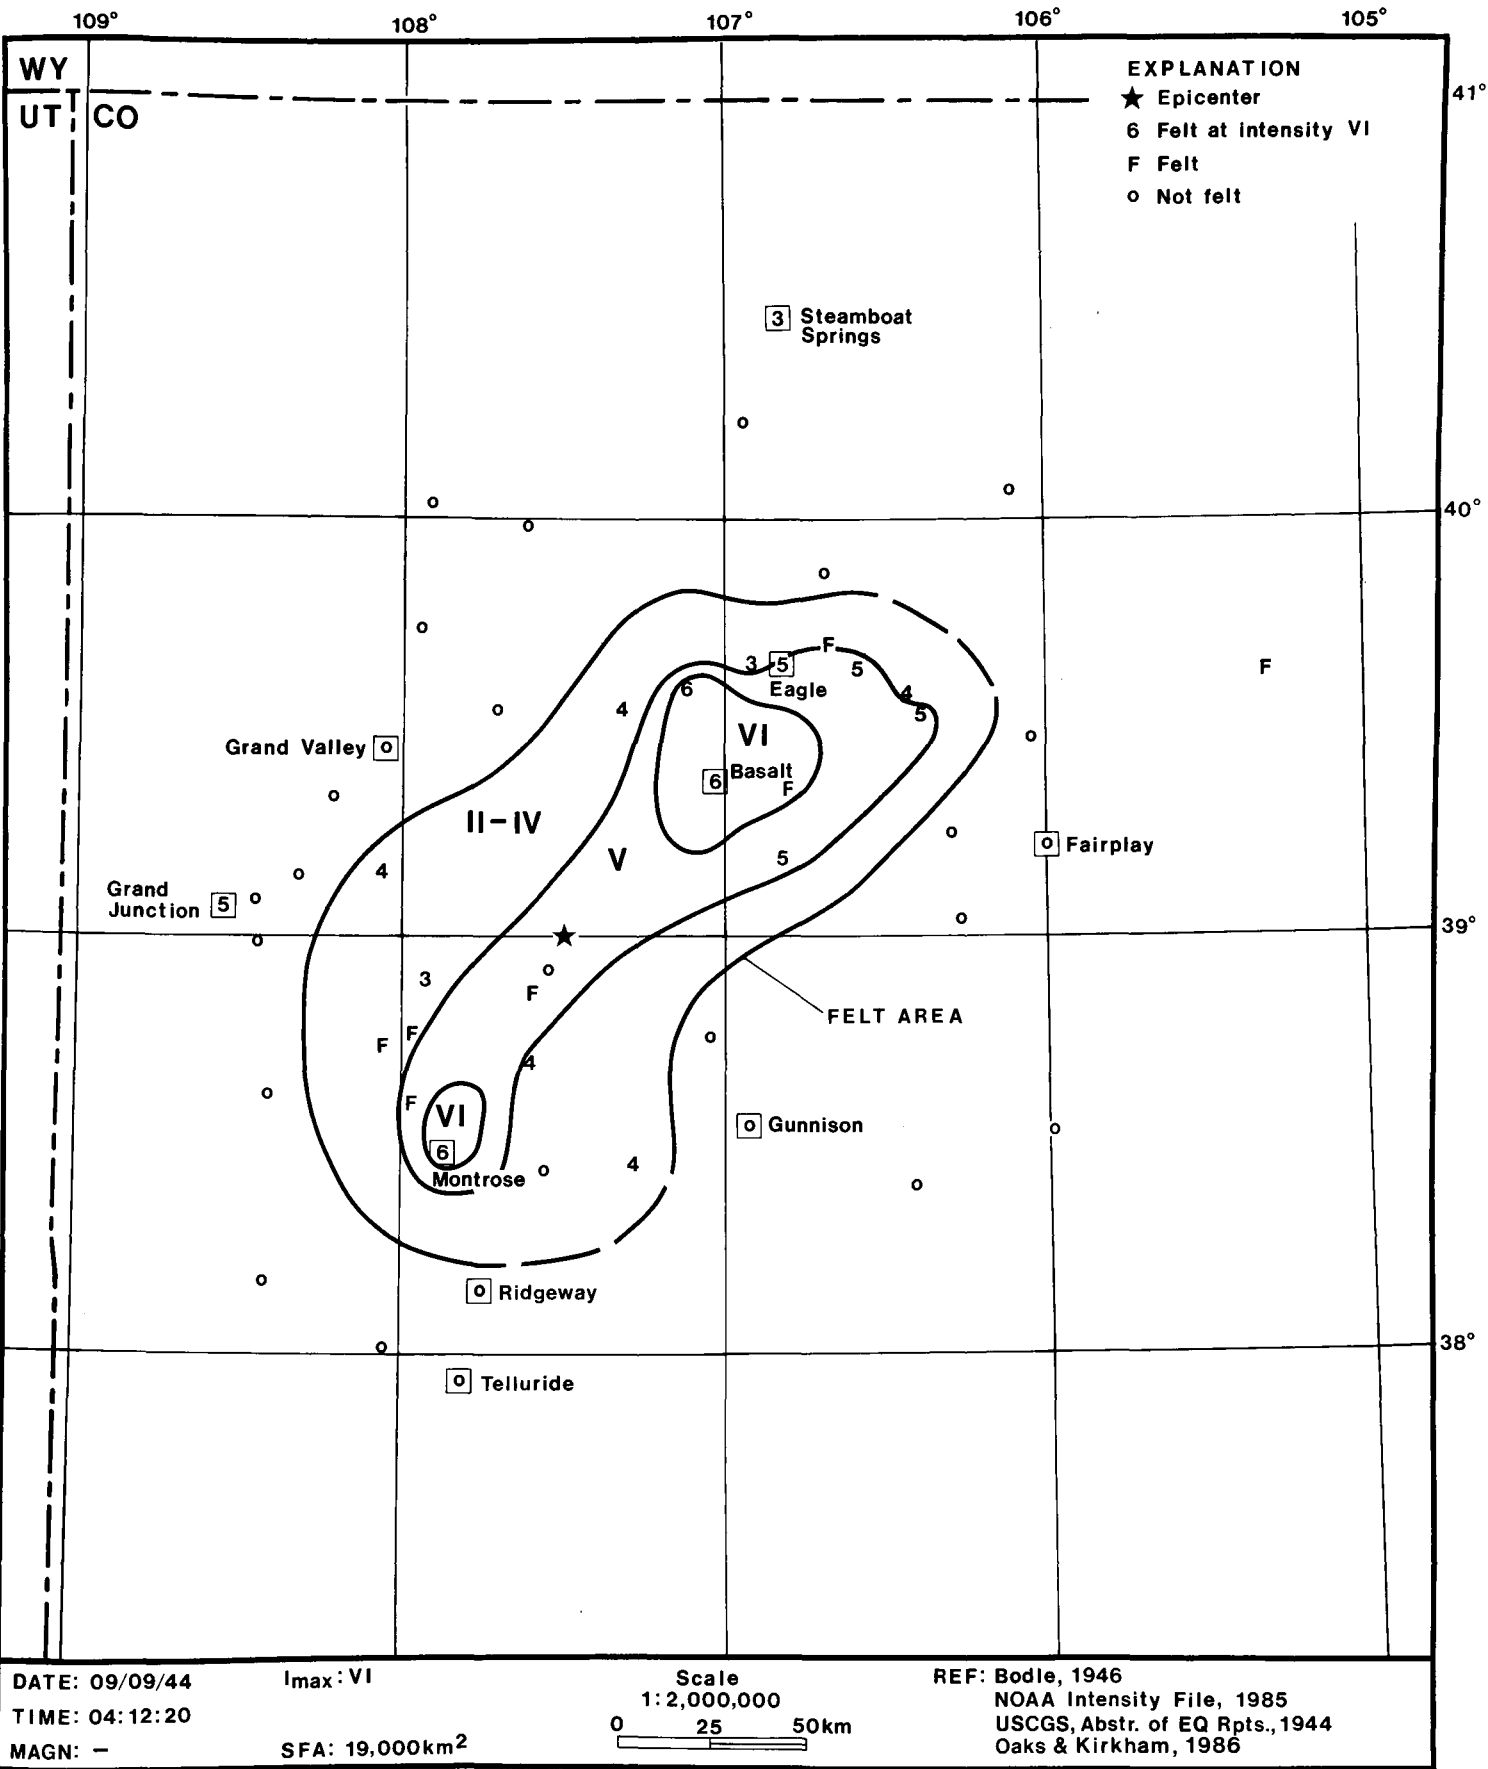 109° 108° 107° 106° 105°
WY
UT CO
EXPLANATION
★ Epicenter
6 Felt at intensity VI
F Felt
o Not felt
41°
3 Steamboat
Springs
o
o
o
o
40°
o
o
F
F
3 5 5
Eagle
6
4
5
4
o
o
VI
Grand Valley o
Basalt
6
F
o
II-IV
o
o Fairplay
V
5
4
o
Grand
Junction 5
o
o
39°
★
o
o
3
F
FELT AREA
F
F
o
4
o
F
VI
o Gunnison
o
6
Montrose
o
4
o
o
o Ridgeway
38°
o
o Telluride
DATE: 09/09/44
TIME: 04:12:20
MAGN: –
Imax: VI
SFA: 19,000km2
Scale
1:2,000,000
0 25 50km
REF: Bodle, 1946
NOAA Intensity File, 1985
USCGS, Abstr. of EQ Rpts., 1944
Oaks & Kirkham, 1986